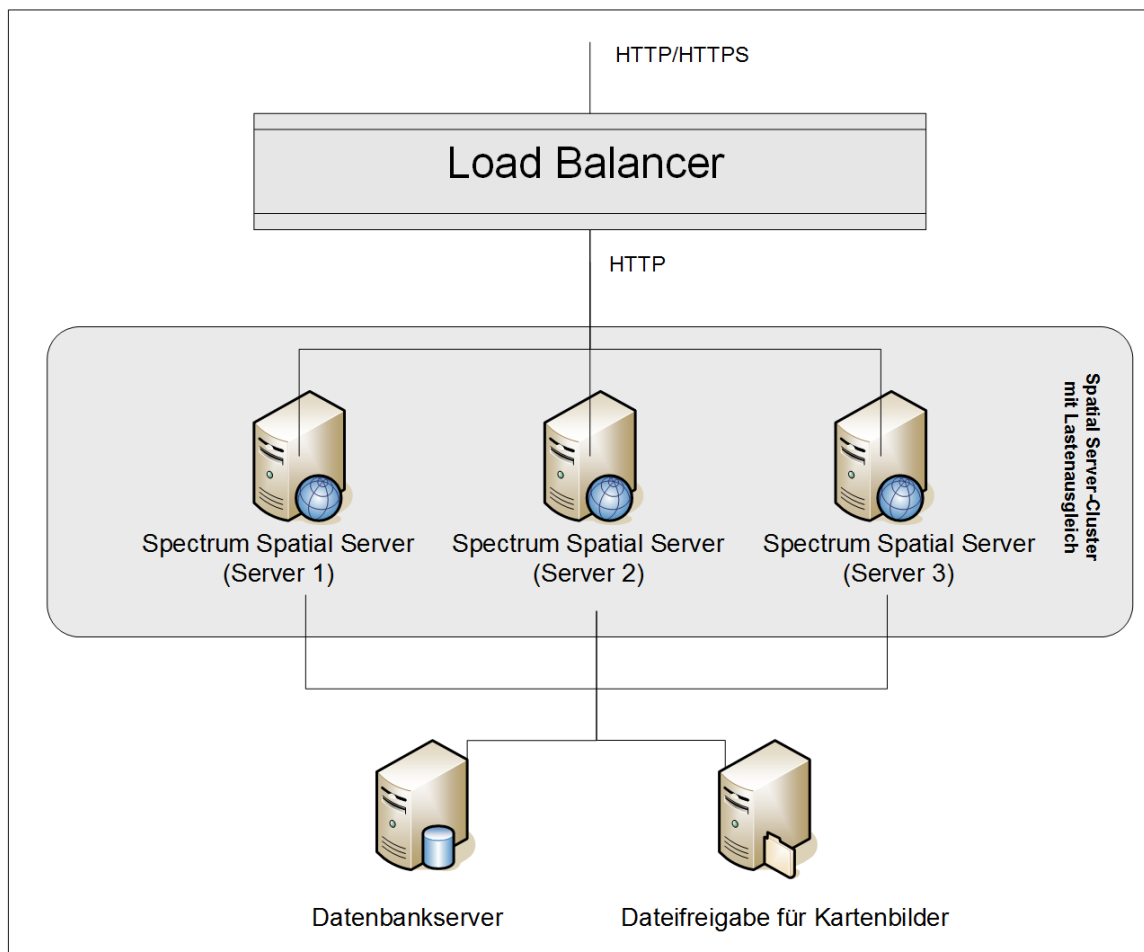 HTTP/HTTPS
Load Balancer
HTTP
Spatial Server-Cluster
mit Lastenausgleich
Spectrum Spatial Server
(Server 1)
Spectrum Spatial Server
(Server 2)
Spectrum Spatial Server
(Server 3)
Datenbankserver
Dateifreigabe für Kartenbilder